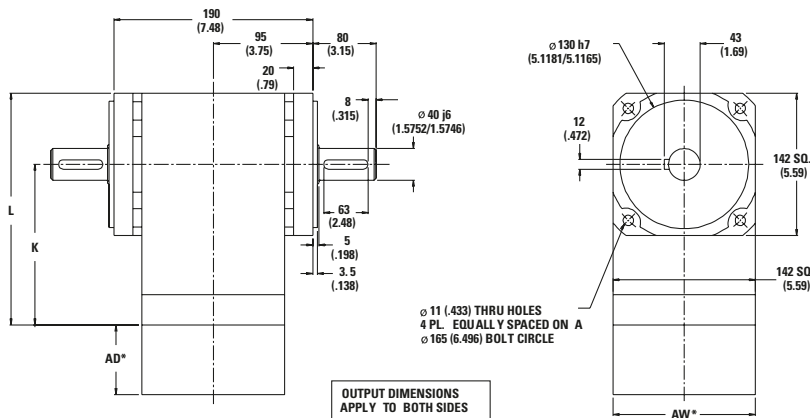 190
(7.48)
95
(3.75)
80
(3.15)
20
(.79)
8
(.315)
ø 40 j6
(1.5752/1.5746)
L
K
AD*
63
(2.48)
5
(.198)
3.5
(.138)
ø 130 h7
(5.1181/5.1165)
43
(1.69)
12
(.472)
142 SQ.
(5.59)
142 SQ
(5.59)
ø 11 (.433) THRU HOLES
4 PL. EQUALLY SPACED ON A
ø 165 (6.496) BOLT CIRCLE
OUTPUT DIMENSIONS
APPLY TO BOTH SIDES
AW*